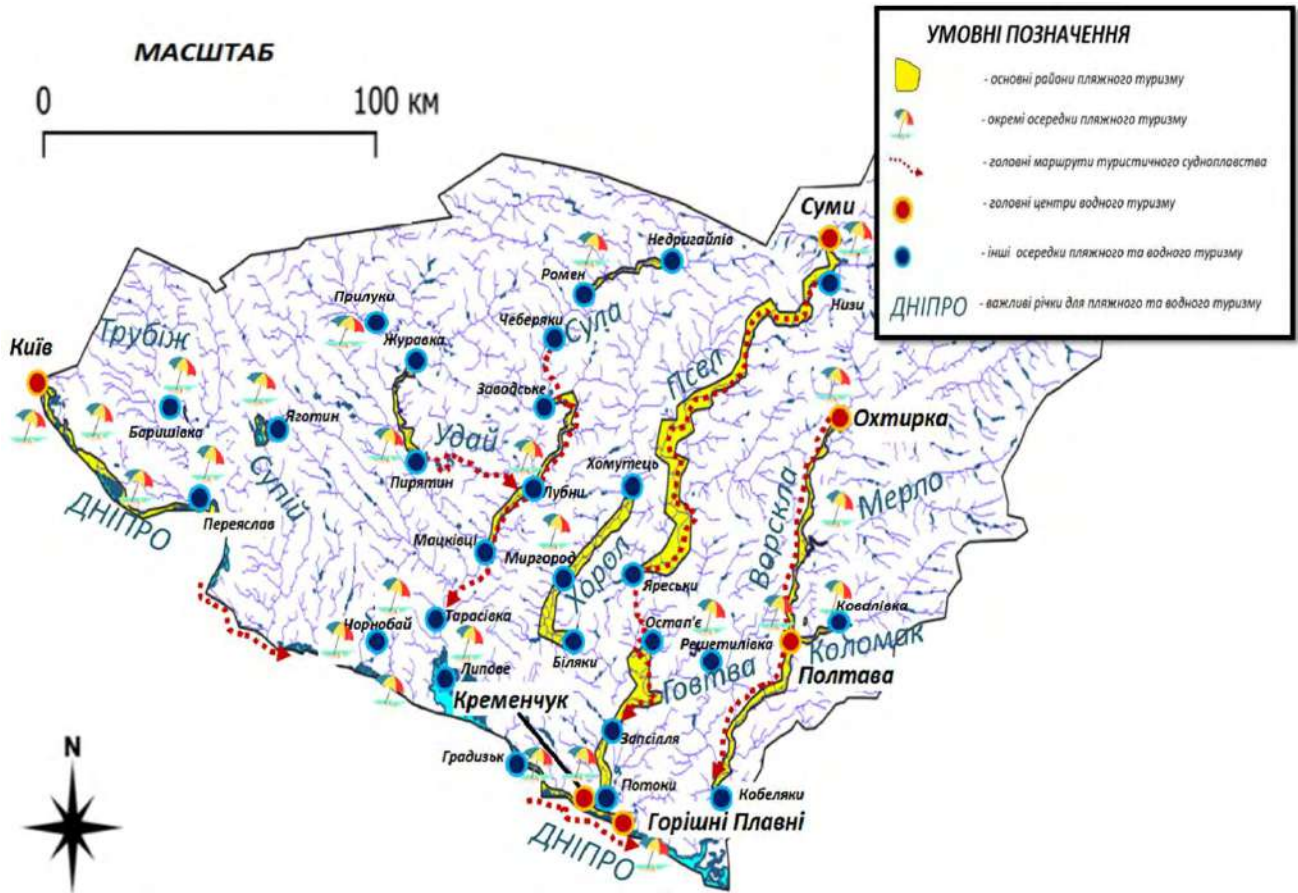 МАСШТАБ
0 100 КМ
УМОВНІ ПОЗНАЧЕННЯ
- основні райони пляжного туризму
- окремі осередки пляжного туризму
- головні маршрути туристичного судноплавства
- головні центри водного туризму
- інші осередки пляжного та водного туризму
ДНІПРО - важливі річки для пляжного та водного туризму
Суми
Недригайлів
Ромен
Низи
Прилуки
Чеберяки
Сула
Трубіж
Журавка
Київ
Псел
Заводське
Яготин
Баришівка
Охтирка
Удай
Пирятин
Хомутець
Лубни
Супій
Ворскла
Мерло
Переяслав
ДНІПРО
Мацківці
Миргород
Хорол
Яреськи
Ковалівка
Тарасівка
Чорнобай
Остап'є
Решетилівка
Коломак
Біляки
Полтава
Липове
Говтва
Кременчук
Запсілля
Градизьк
Потоки
Кобеляки
Горішні Плавні
ДНІПРО
N